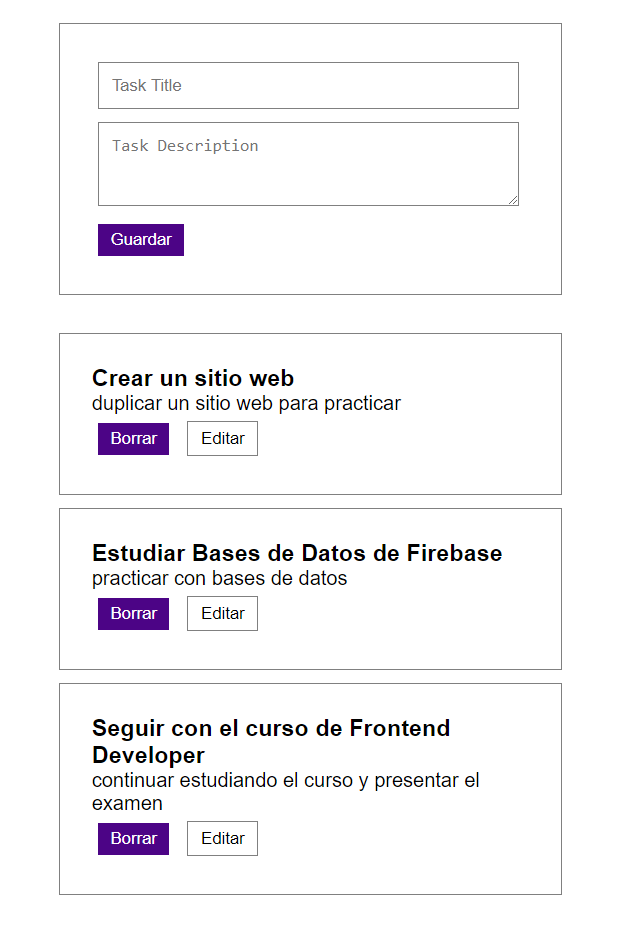 Task Title
Task Description
Guardar
Crear un sitio web
duplicar un sitio web para practicar
Borrar Editar
Estudiar Bases de Datos de Firebase
practicar con bases de datos
Borrar Editar
Seguir con el curso de Frontend
Developer
continuar estudiando el curso y presentar el
examen
Borrar Editar